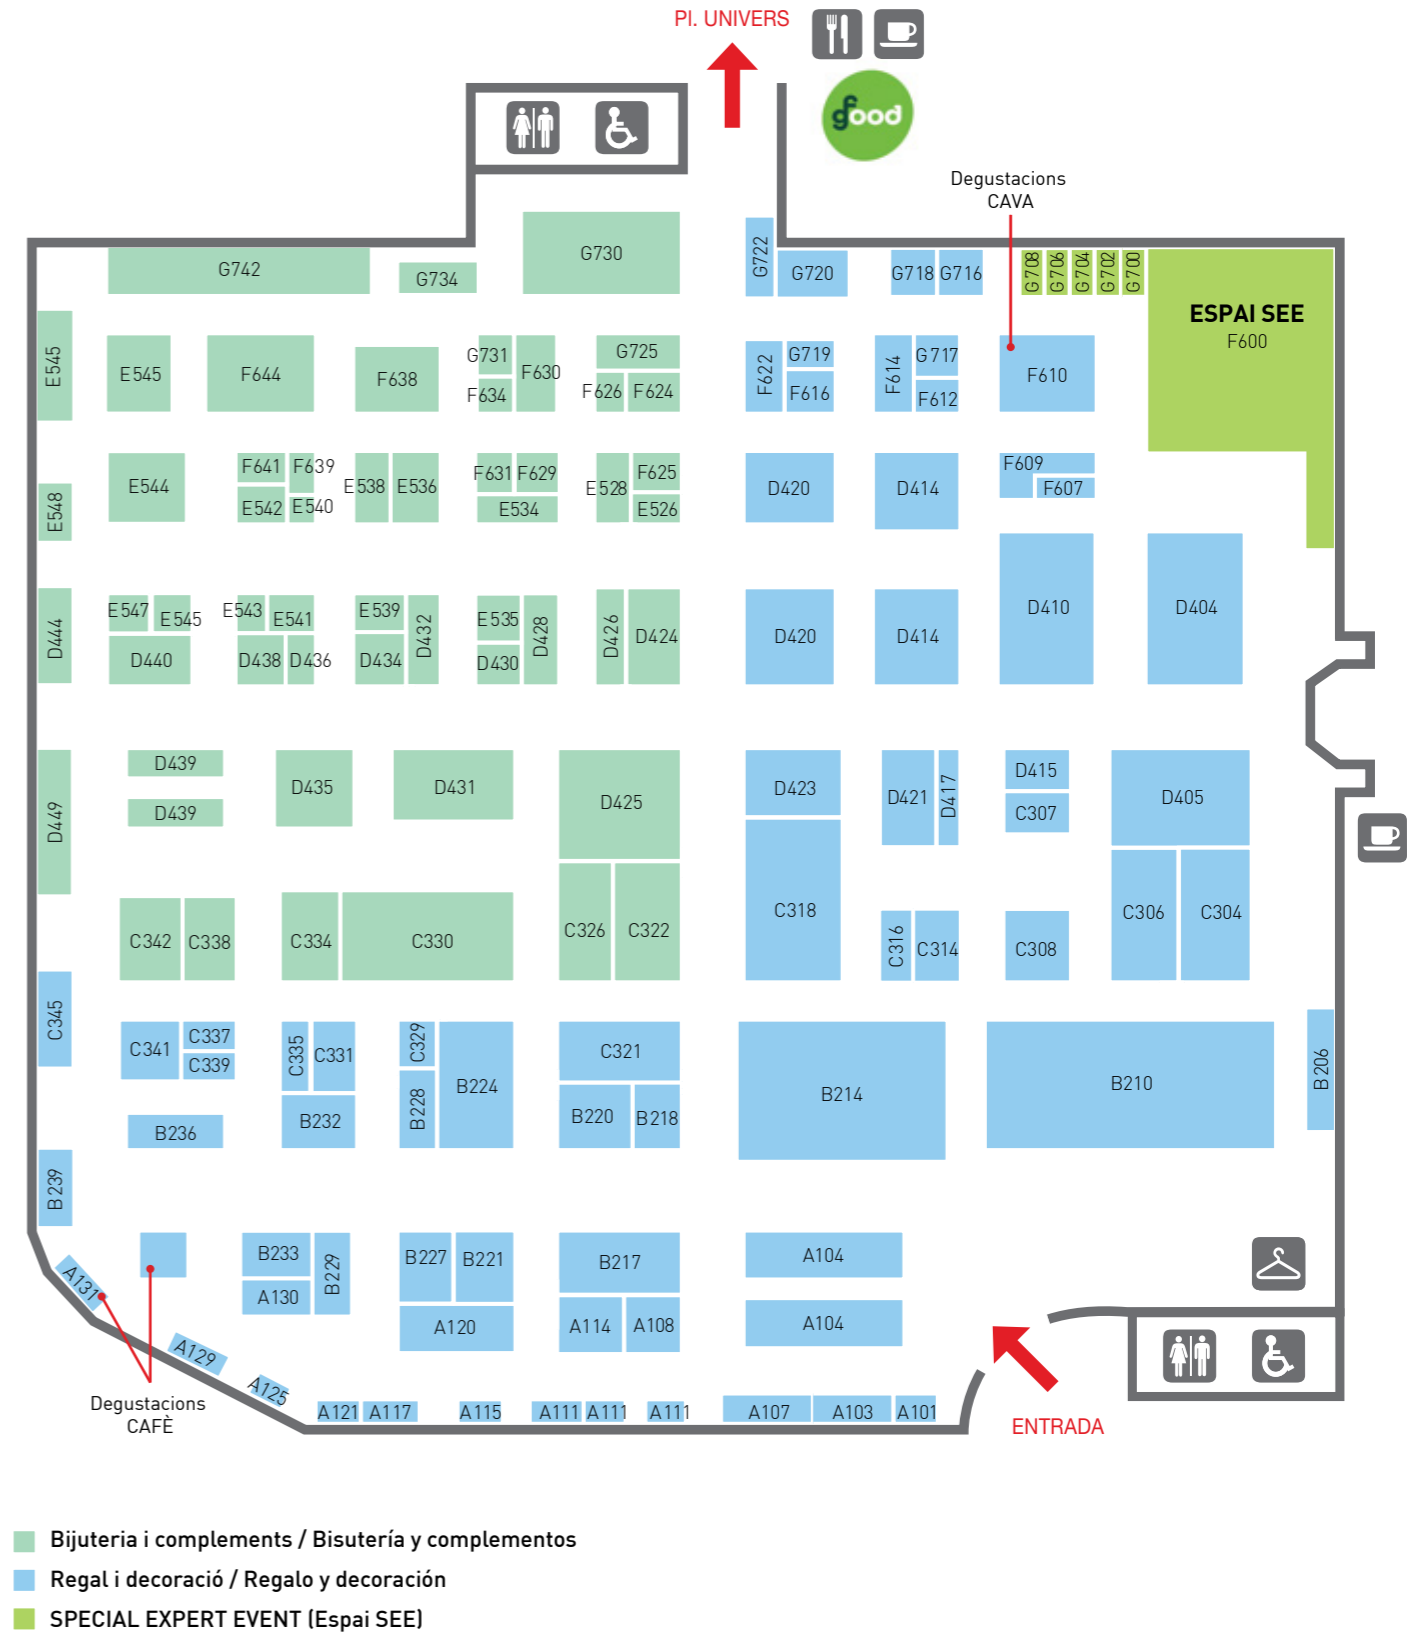 PI. UNIVERS
gfood
Degustacions
CAVA
G742
G734
G730
G722
G720
G718
G716
G708
G706
G704
G702
G700
ESPAI SEE
F600
E545
E545
F644
F638
G731
F634
F630
G725
F626
F624
F622
G719
F616
F614
G717
F612
F610
E548
E544
F641
F639
E542
E540
E538
E536
F631
F629
E534
E528
F625
E526
D420
D414
F609
F607
D444
E547
E545
D440
E543
E541
D438
D436
E539
D434
D432
E535
D430
D428
D426
D424
D420
D414
D410
D404
D449
D439
D439
D435
D431
D425
D423
D421
D417
D415
C307
D405
C342
C338
C334
C330
C326
C322
C318
C316
C314
C308
C306
C304
C345
C341
C337
C339
C335
C331
B232
C329
B228
B224
C321
B220
B218
B214
B210
B206
B236
B239
A131
B233
A130
B229
B227
B221
A120
B217
A114
A108
A104
A104
A129
A125
A121
A117
A115
A111
A111
A111
A107
A103
A101
ENTRADA
Degustacions
CAFÈ
Bijuteria i complements / Bisutería y complementos
Regal i decoració / Regalo y decoración
SPECIAL EXPERT EVENT (Espai SEE)